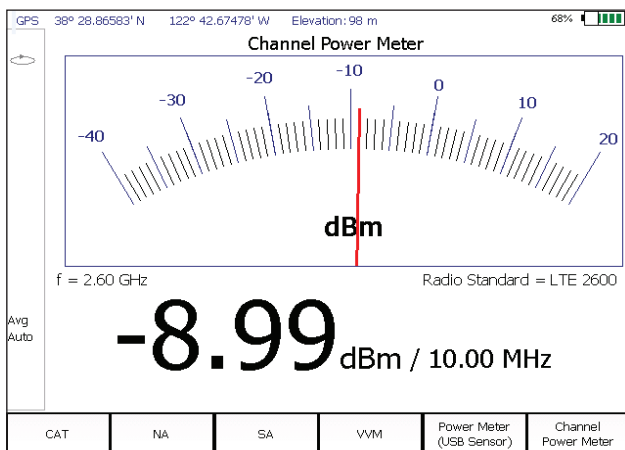 GPS 38° 28.86583' N 122° 42.67478' W Elevation: 98 m 68%
Channel Power Meter
-40 -30 -20 -10 0 10 20
dBm
f = 2.60 GHz Radio Standard = LTE 2600
Avg
Auto
-8.99 dBm / 10.00 MHz
CAT NA SA VVM Power Meter (USB Sensor) Channel Power Meter